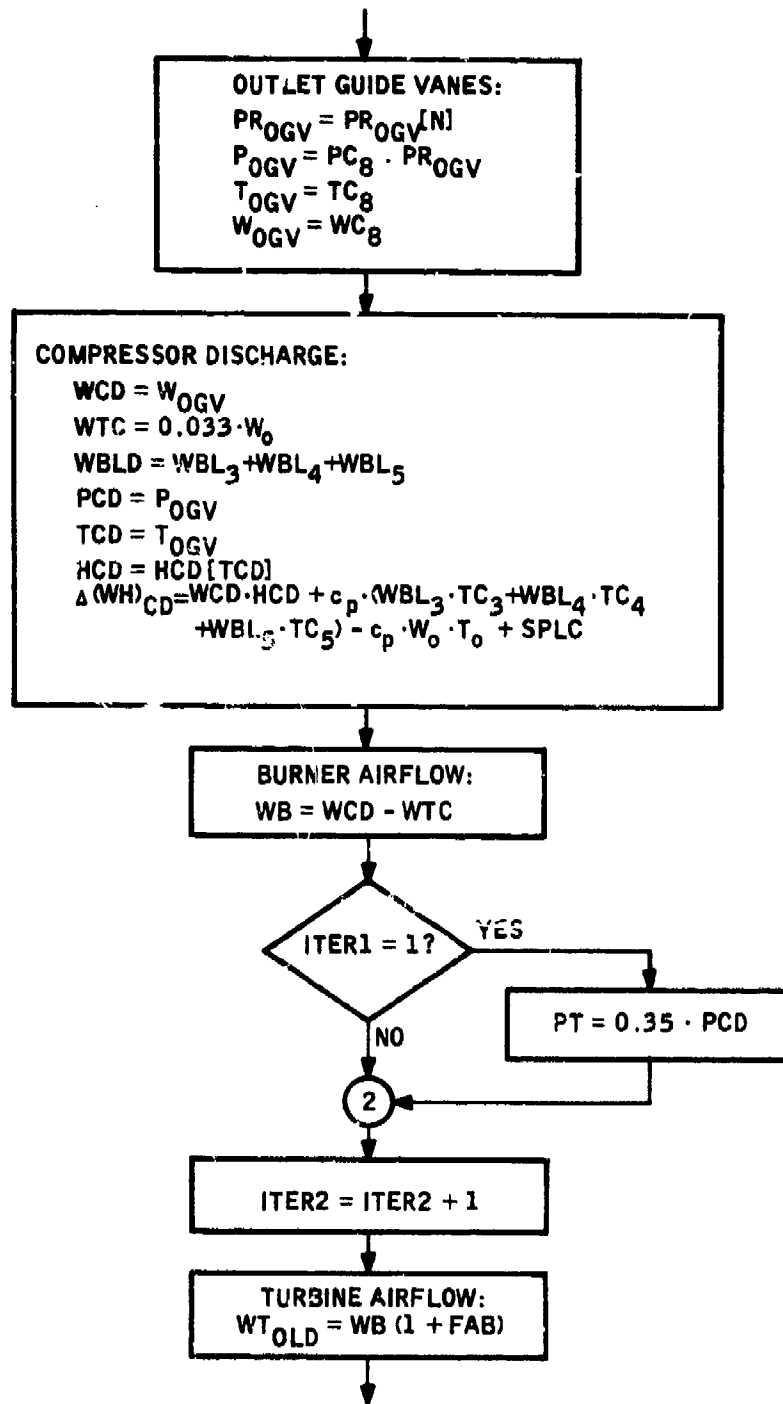 OUTLET GUIDE VANES:
PR_OGV = PR_OGV[N]
P_OGV = PC_8 · PR_OGV
T_OGV = TC_8
W_OGV = WC_8
COMPRESSOR DISCHARGE:
WCD = W_OGV
WTC = 0.033·W_o
WBLD = WBL_3+WBL_4+WBL_5
PCD = P_OGV
TCD = T_OGV
HCD = HCD [TCD]
Δ(WH)_CD=WCD·HCD + c_p·(WBL_3·TC_3+WBL_4·TC_4
+WBL_5·TC_5) - c_p·W_o·T_o + SPLC
BURNER AIRFLOW:
WB = WCD - WTC
ITER1 = 1?
YES
PT = 0.35 · PCD
NO
2
ITER2 = ITER2 + 1
TURBINE AIRFLOW:
WT_OLD = WB (1 + FAB)